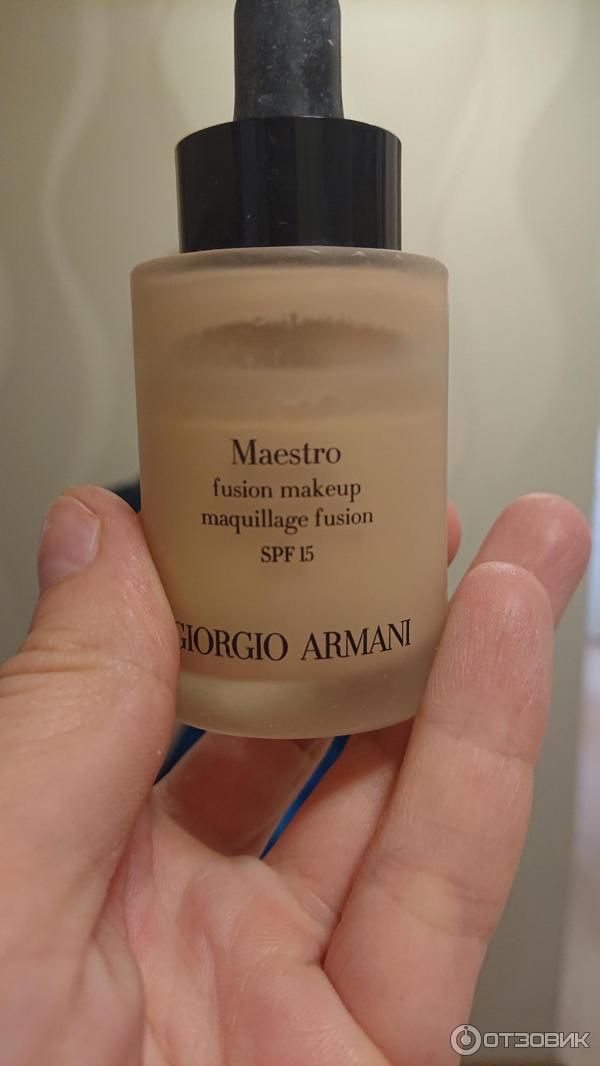 Maestro
fusion makeup
maquillage fusion
SPF 15
GIORGIO ARMANI
ОТЗОВИК